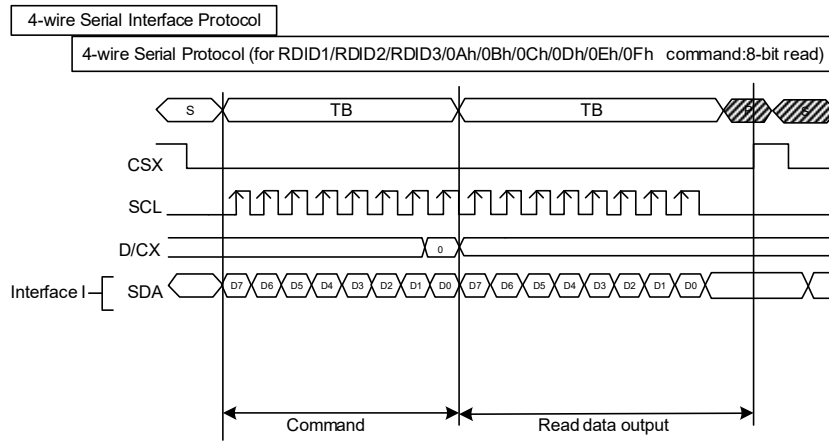 4-wire Serial Interface Protocol
4-wire Serial Protocol (for RDID1/RDID2/RDID3/0Ah/0Bh/0Ch/0Dh/0Eh/0Fh command:8-bit read)
S TB TB P S
CSX
SCL
D/CX 0
Interface I SDA D7 D6 D5 D4 D3 D2 D1 D0 D7 D6 D5 D4 D3 D2 D1 D0
Command Read data output